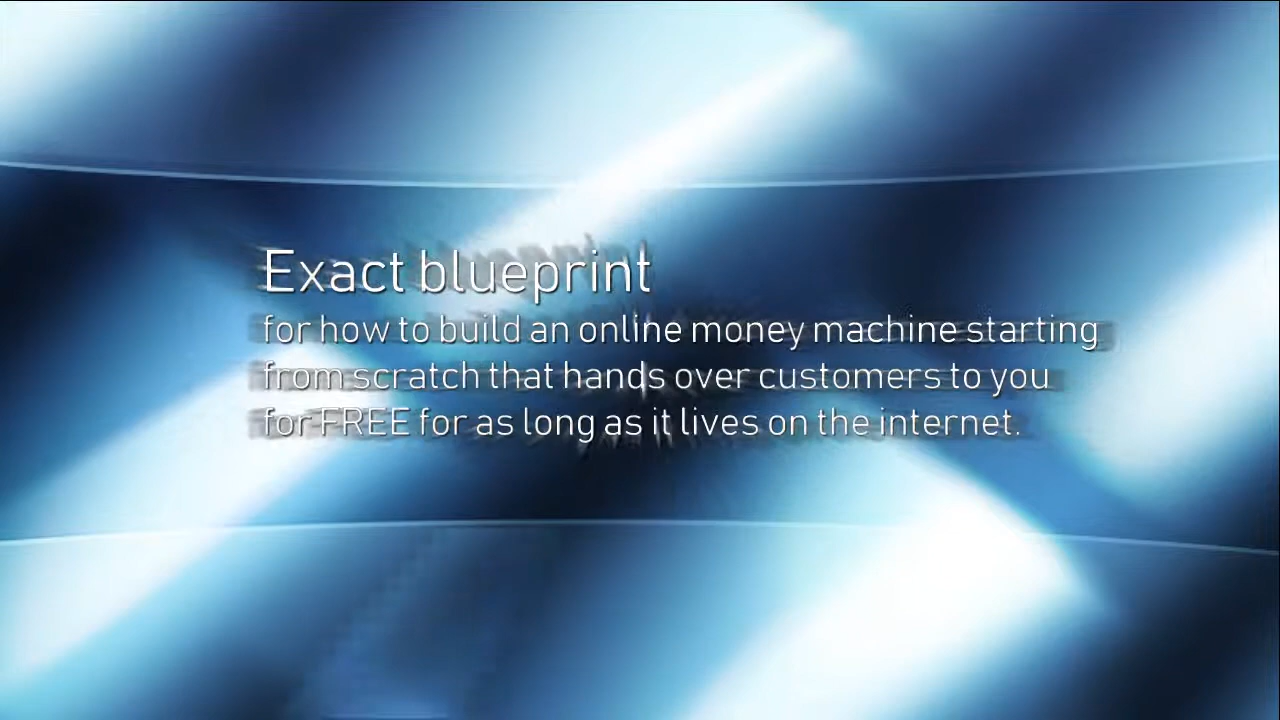 Exact blueprint
for how to build an online money machine starting
from scratch that hands over customers to you
for FREE for as long as it lives on the internet.